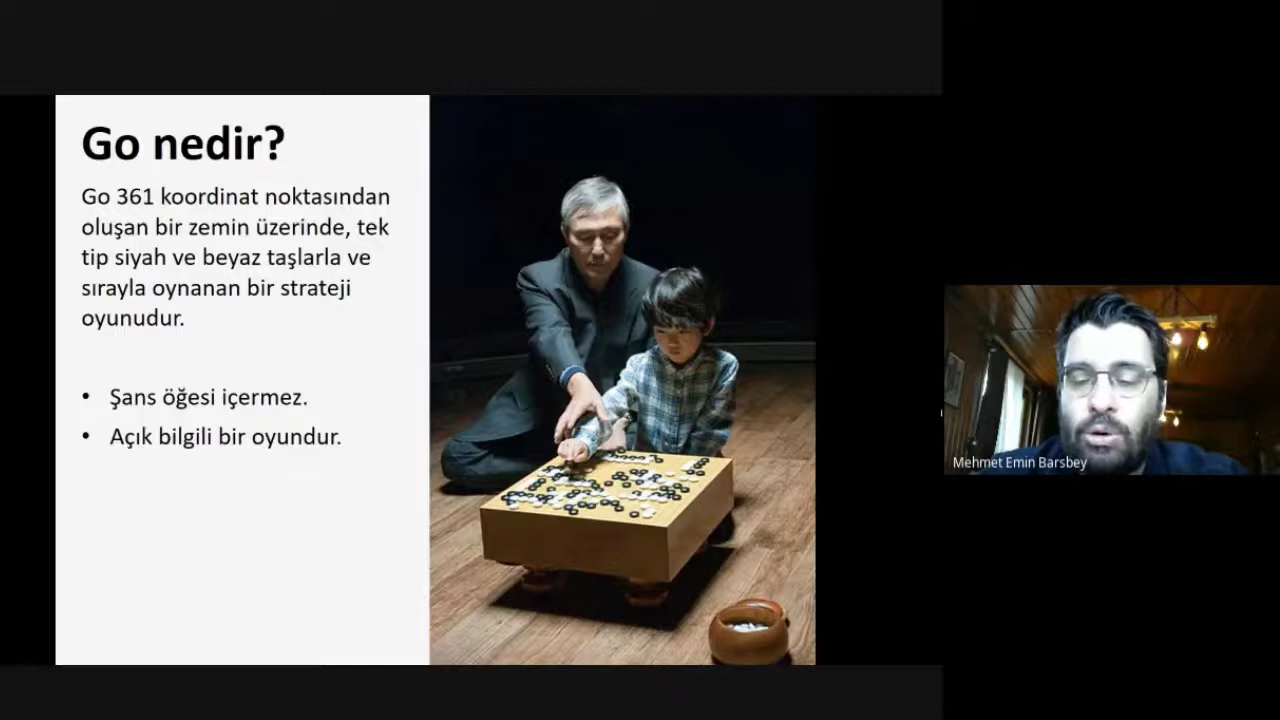 Go nedir?
Go 361 koordinat noktasından
oluşan bir zemin üzerinde, tek
tip siyah ve beyaz taşlarla ve
sırayla oynanan bir strateji
oyunudur.
• Şans öğesi içermez.
• Açık bilgili bir oyundur.
Mehmet Emin Barsbey